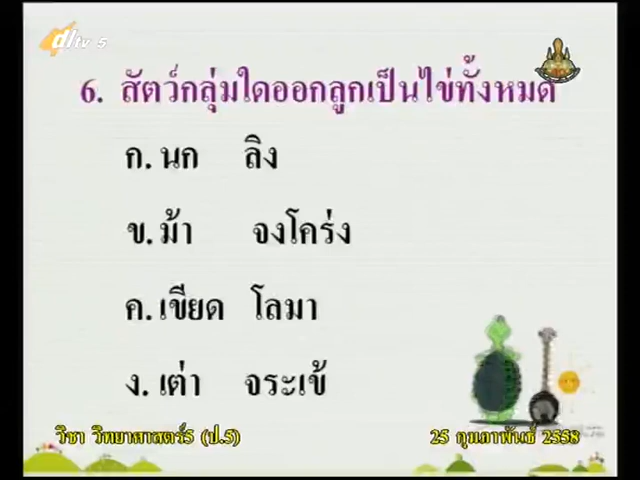 dltv 5
6. สัตว์กลุ่มใดออกลูกเป็นไข่ทั้งหมด
ก. นก ลิง
ข. ม้า จงโคร่ง
ค. เขียด โลมา
ง. เต่า จระเข้
วิชา วิทยาศาสตร์5 (ป.5) 25 กุมภาพันธ์ 2558